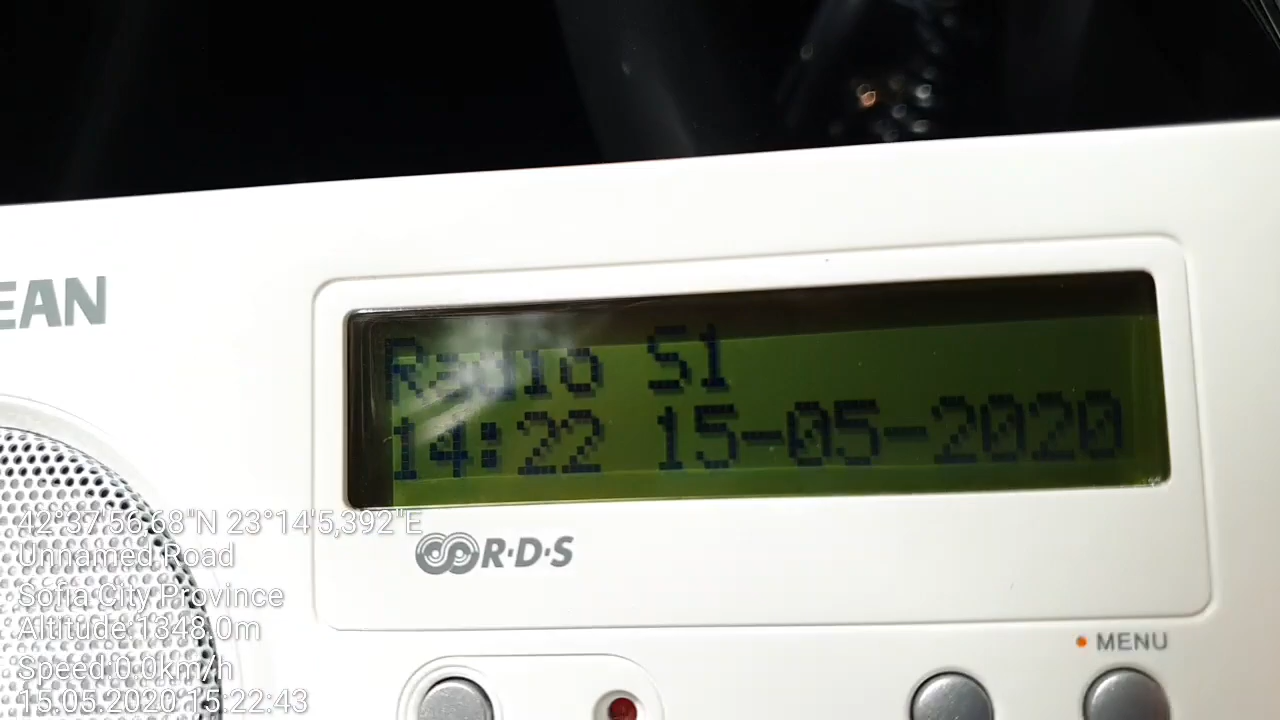 EAN
Radio S1
14:22 15-05-2020
R·D·S
MENU
42°37'56,68"N 23°14'5,392"E
Unnamed Road
Sofia City Province
Altitude:1348.0m
Speed:0.0km/h
15.05.2020 15:22:43